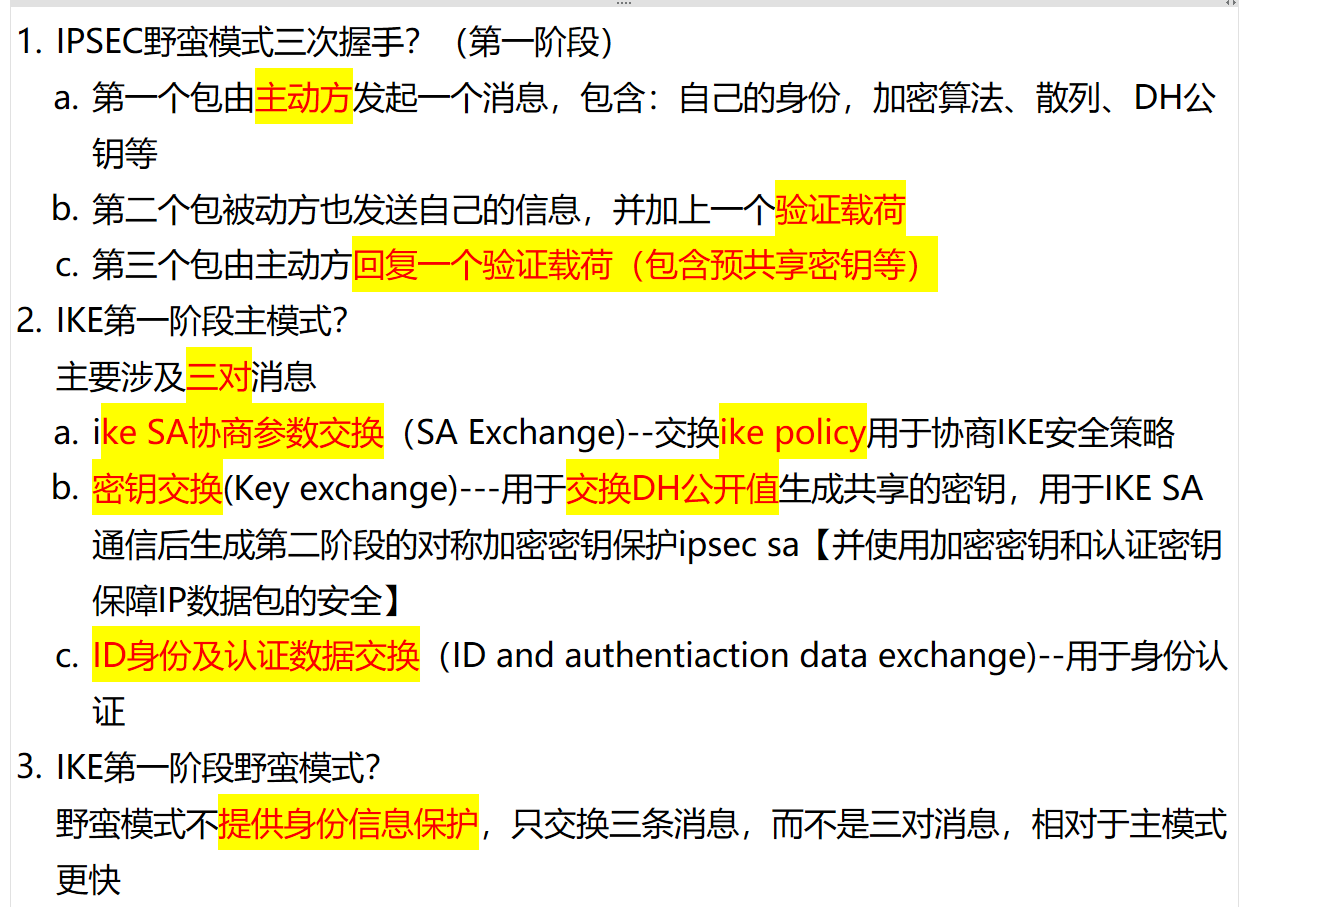 1. IPSEC野蛮模式三次握手？（第一阶段）
a. 第一个包由主动方发起一个消息，包含：自己的身份，加密算法、散列、DH公
钥等
b. 第二个包被动方也发送自己的信息，并加上一个验证载荷
c. 第三个包由主动方回复一个验证载荷（包含预共享密钥等）
2. IKE第一阶段主模式？
主要涉及三对消息
a. ike SA协商参数交换（SA Exchange)--交换ike policy用于协商IKE安全策略
b. 密钥交换(Key exchange)---用于交换DH公开值生成共享的密钥，用于IKE SA
通信后生成第二阶段的对称加密密钥保护ipsec sa【并使用加密密钥和认证密钥
保障IP数据包的安全】
c. ID身份及认证数据交换（ID and authentiaction data exchange)--用于身份认
证
3. IKE第一阶段野蛮模式？
野蛮模式不提供身份信息保护，只交换三条消息，而不是三对消息，相对于主模式
更快